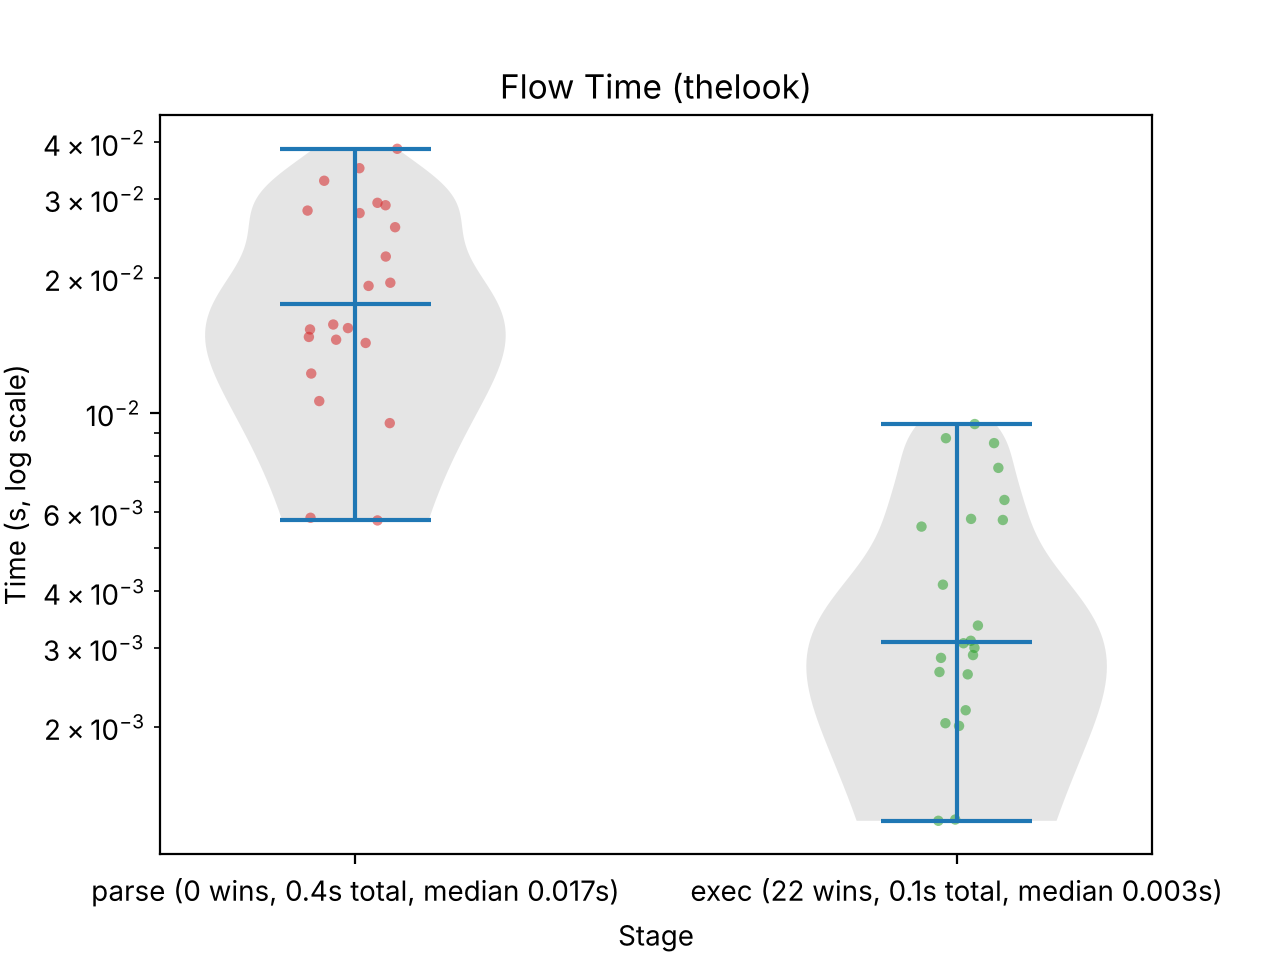 Flow Time (thelook)
Time (s, log scale)
4 × 10⁻²
3 × 10⁻²
2 × 10⁻²
10⁻²
6 × 10⁻³
4 × 10⁻³
3 × 10⁻³
2 × 10⁻³
parse (0 wins, 0.4s total, median 0.017s)
exec (22 wins, 0.1s total, median 0.003s)
Stage